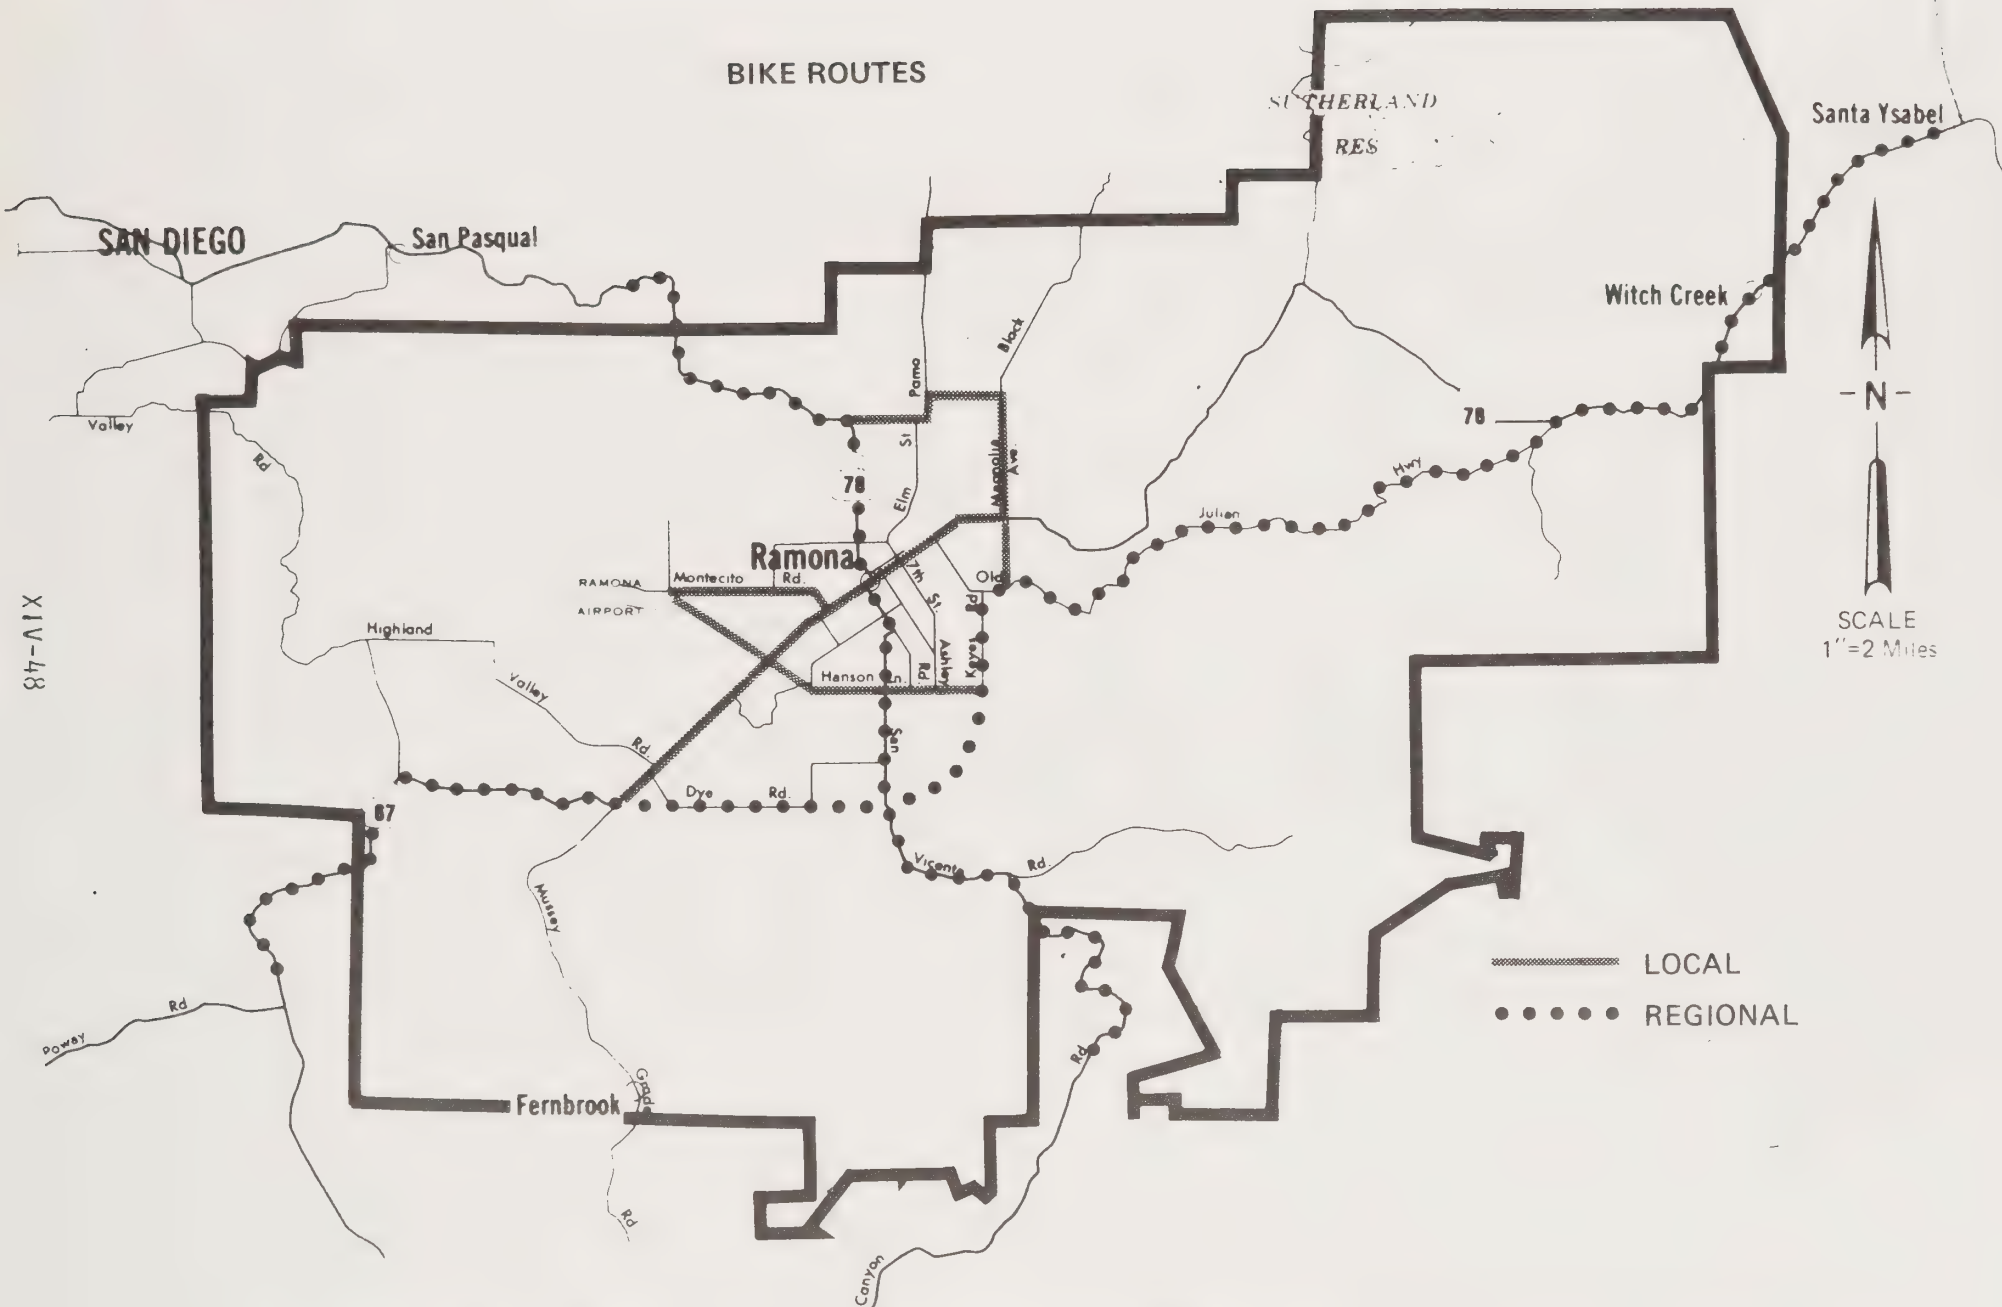 BIKE ROUTES
SUTHERLAND
RES
Santa Ysabel
SAN DIEGO
San Pasqual
Witch Creek
Black
Pamo
St
Valley
Rd
78
Magnolia
Ave.
78
Elm
Hwy
Julian
-N-
Ramona
7th
St.
Old
RAMONA
AIRPORT
Montecito
Rd.
Rd
Keyes
Ashley
Rd.
Hanson Ln.
SCALE
1"=2 Miles
XIV-48
Highland
Valley
Rd.
San
Dye Rd.
67
Vicente
Rd.
Mussey
Grade
Rd
LOCAL
REGIONAL
Poway
Rd
Rd
Canyon
Fernbrook